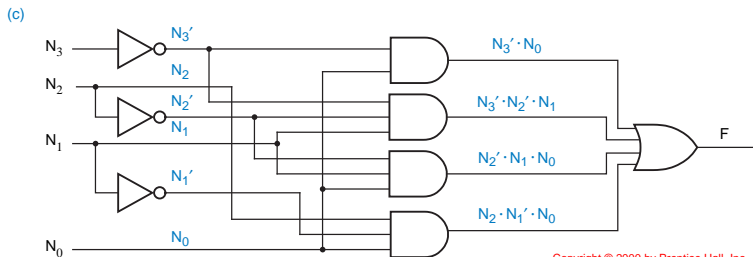 (c)
N₃
N₃′
N₃′ · N₀
N₂
N₂
N₂′
N₃′ · N₂′ · N₁
F
N₁
N₁
N₂′ · N₁ · N₀
N₁′
N₂ · N₁′ · N₀
N₀
N₀